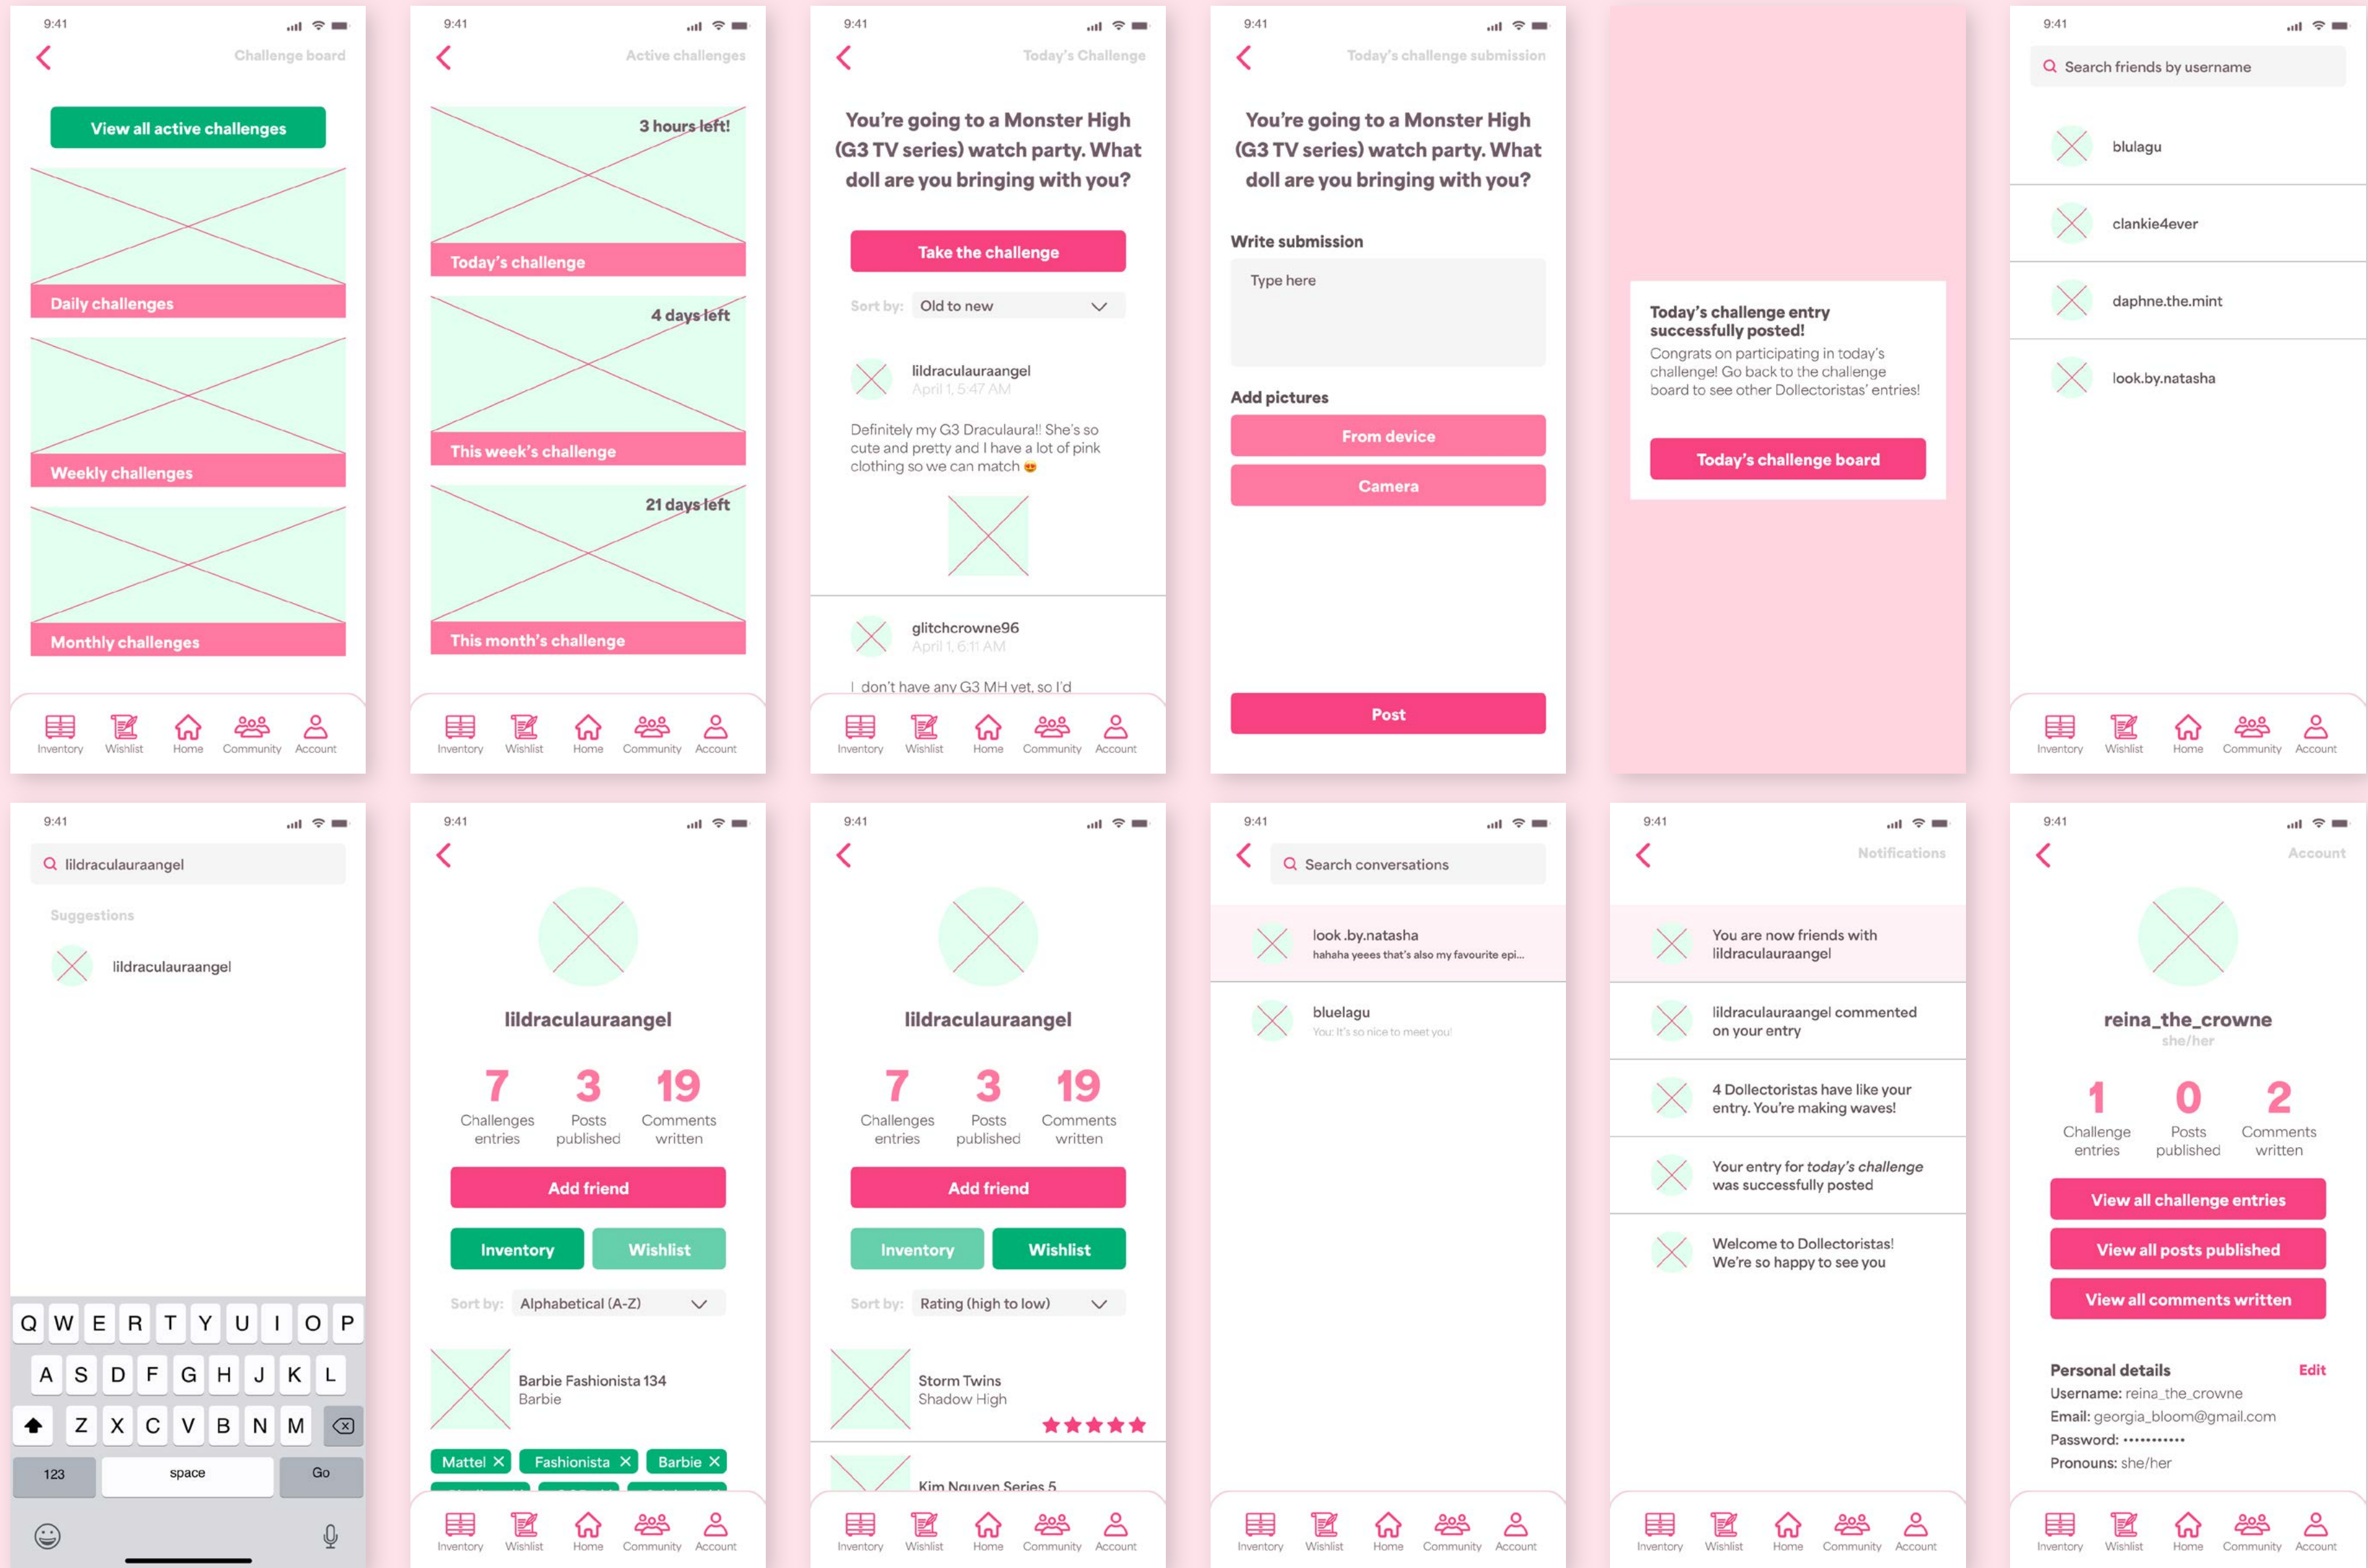 9:41
Challenge board
View all active challenges
Daily challenges
Weekly challenges
Monthly challenges
Inventory
Wishlist
Home
Community
Account
9:41
Active challenges
3 hours left!
Today's challenge
4 days left
This week's challenge
21 days left
This month's challenge
Inventory
Wishlist
Home
Community
Account
9:41
Today's Challenge
You're going to a Monster High
(G3 TV series) watch party. What
doll are you bringing with you?
Take the challenge
Sort by: Old to new
lildraculauraangel
April 1, 5:47 AM
Definitely my G3 Draculaura!! She's so
cute and pretty and I have a lot of pink
clothing so we can match 😍
glitchcrowne96
April 1, 6:11 AM
I don't have any G3 MH yet, so I'd
Inventory
Wishlist
Home
Community
Account
9:41
Today's challenge submission
You're going to a Monster High
(G3 TV series) watch party. What
doll are you bringing with you?
Write submission
Type here
Add pictures
From device
Camera
Post
Today's challenge entry
successfully posted!
Congrats on participating in today's
challenge! Go back to the challenge
board to see other Dollectoristas' entries!
Today's challenge board
9:41
Search friends by username
blulagu
clankie4ever
daphne.the.mint
look.by.natasha
Inventory
Wishlist
Home
Community
Account
9:41
lildraculauraangel
Suggestions
lildraculauraangel
Q W E R T Y U I O P
A S D F G H J K L
Z X C V B N M
123 space Go
9:41
lildraculauraangel
7 3 19
Challenges Posts Comments
entries published written
Add friend
Inventory Wishlist
Sort by: Alphabetical (A-Z)
Barbie Fashionista 134
Barbie
Mattel X Fashionista X Barbie X
Inventory
Wishlist
Home
Community
Account
9:41
lildraculauraangel
7 3 19
Challenges Posts Comments
entries published written
Add friend
Inventory Wishlist
Sort by: Rating (high to low)
Storm Twins
Shadow High
Kim Nguyen Series 5
Inventory
Wishlist
Home
Community
Account
9:41
Search conversations
look .by.natasha
hahaha yeees that's also my favourite epi...
bluelagu
You: It's so nice to meet you!
Inventory
Wishlist
Home
Community
Account
9:41
Notifications
You are now friends with
lildraculauraangel
lildraculauraangel commented
on your entry
4 Dollectoristas have like your
entry. You're making waves!
Your entry for today's challenge
was successfully posted
Welcome to Dollectoristas!
We're so happy to see you
Inventory
Wishlist
Home
Community
Account
9:41
Account
reina_the_crowne
she/her
1 0 2
Challenge Posts Comments
entries published written
View all challenge entries
View all posts published
View all comments written
Personal details Edit
Username: reina_the_crowne
Email: georgia_bloom@gmail.com
Password: ···········
Pronouns: she/her
Inventory
Wishlist
Home
Community
Account